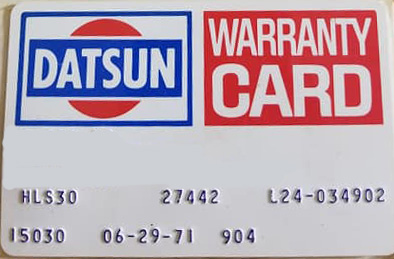 DATSUN
WARRANTY
CARD
HLS30 27442 L24-034902
15030 06-29-71 904